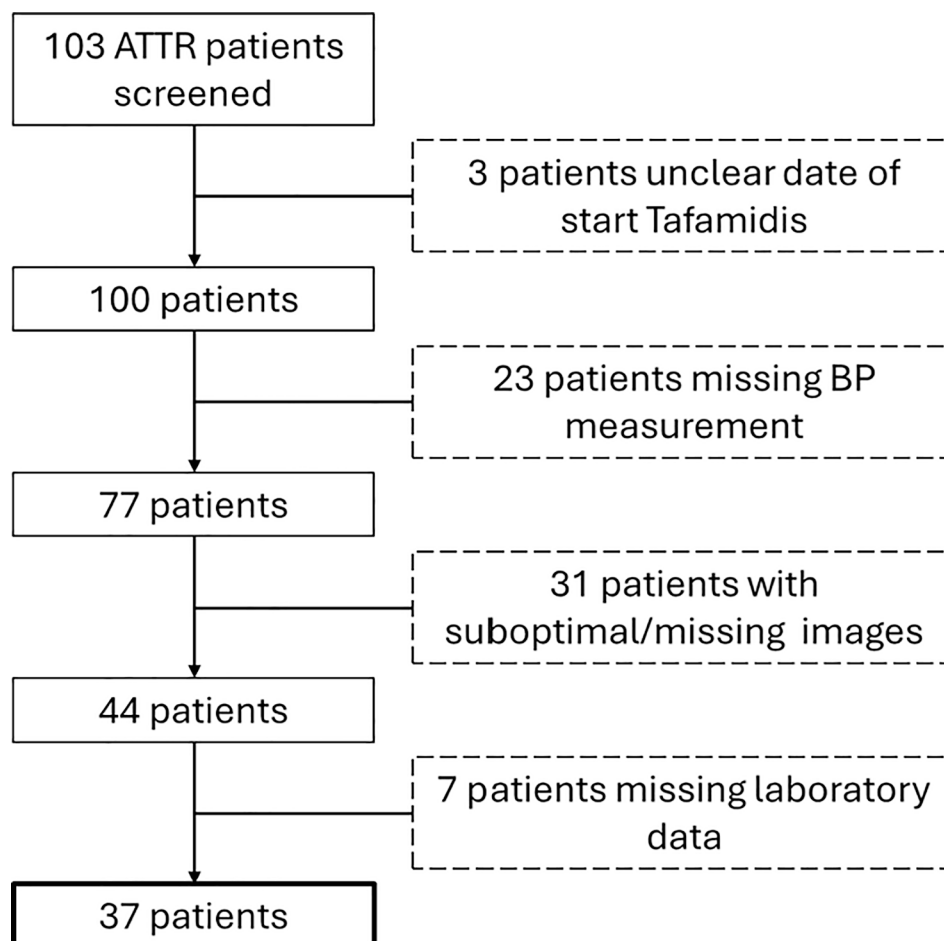 103 ATTR patients
screened
3 patients unclear date of
start Tafamidis
100 patients
23 patients missing BP
measurement
77 patients
31 patients with
suboptimal/missing images
44 patients
7 patients missing laboratory
data
37 patients